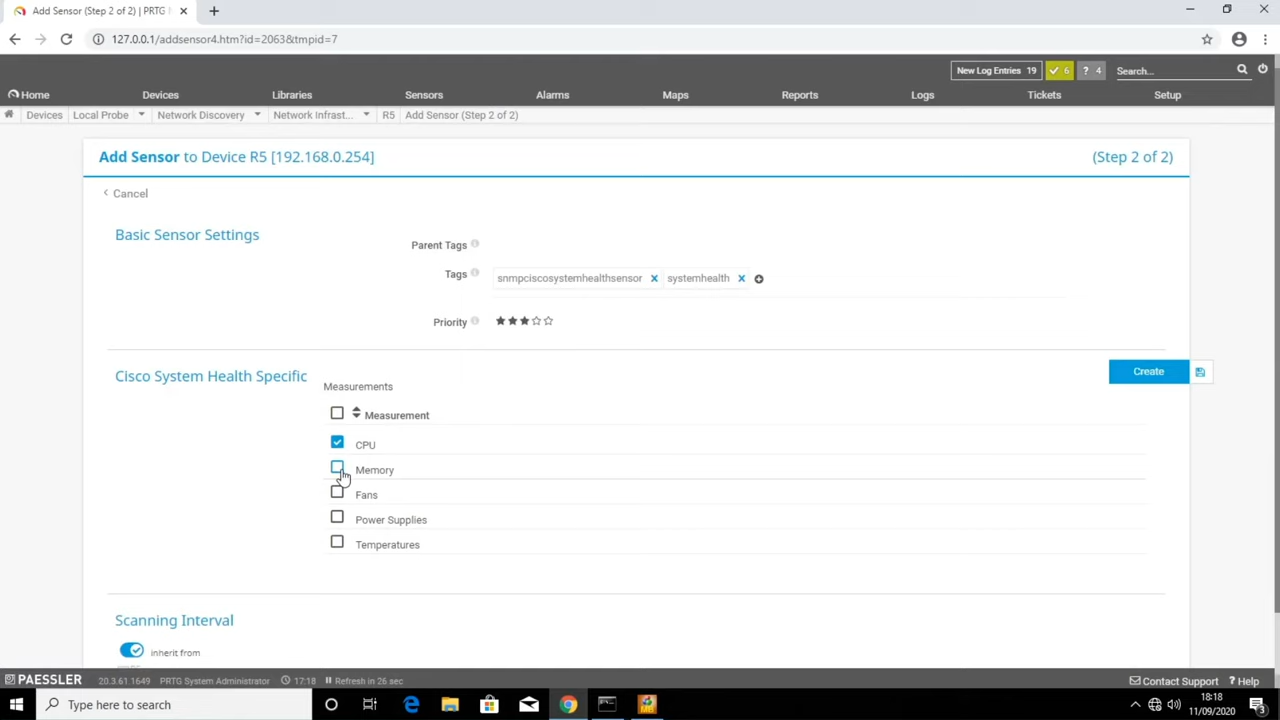 Add Sensor (Step 2 of 2) | PRTG
127.0.0.1/addsensor4.htm?id=2063&tmpid=7
New Log Entries 19 6 ? 4 Search...
Home Devices Libraries Sensors Alarms Maps Reports Logs Tickets Setup
Devices Local Probe Network Discovery Network Infrast... R5 Add Sensor (Step 2 of 2)
Add Sensor to Device R5 [192.168.0.254] (Step 2 of 2)
< Cancel
Basic Sensor Settings
Parent Tags
Tags snmpciscosystemhealthsensor × systemhealth ×
Priority
Cisco System Health Specific
Measurements
Create
Measurement
CPU
Memory
Fans
Power Supplies
Temperatures
Scanning Interval
inherit from
PAESSLER 20.3.61.1649 PRTG System Administrator 17:18 Refresh in 26 sec Contact Support ? Help
Type here to search
18:18
11/09/2020
3